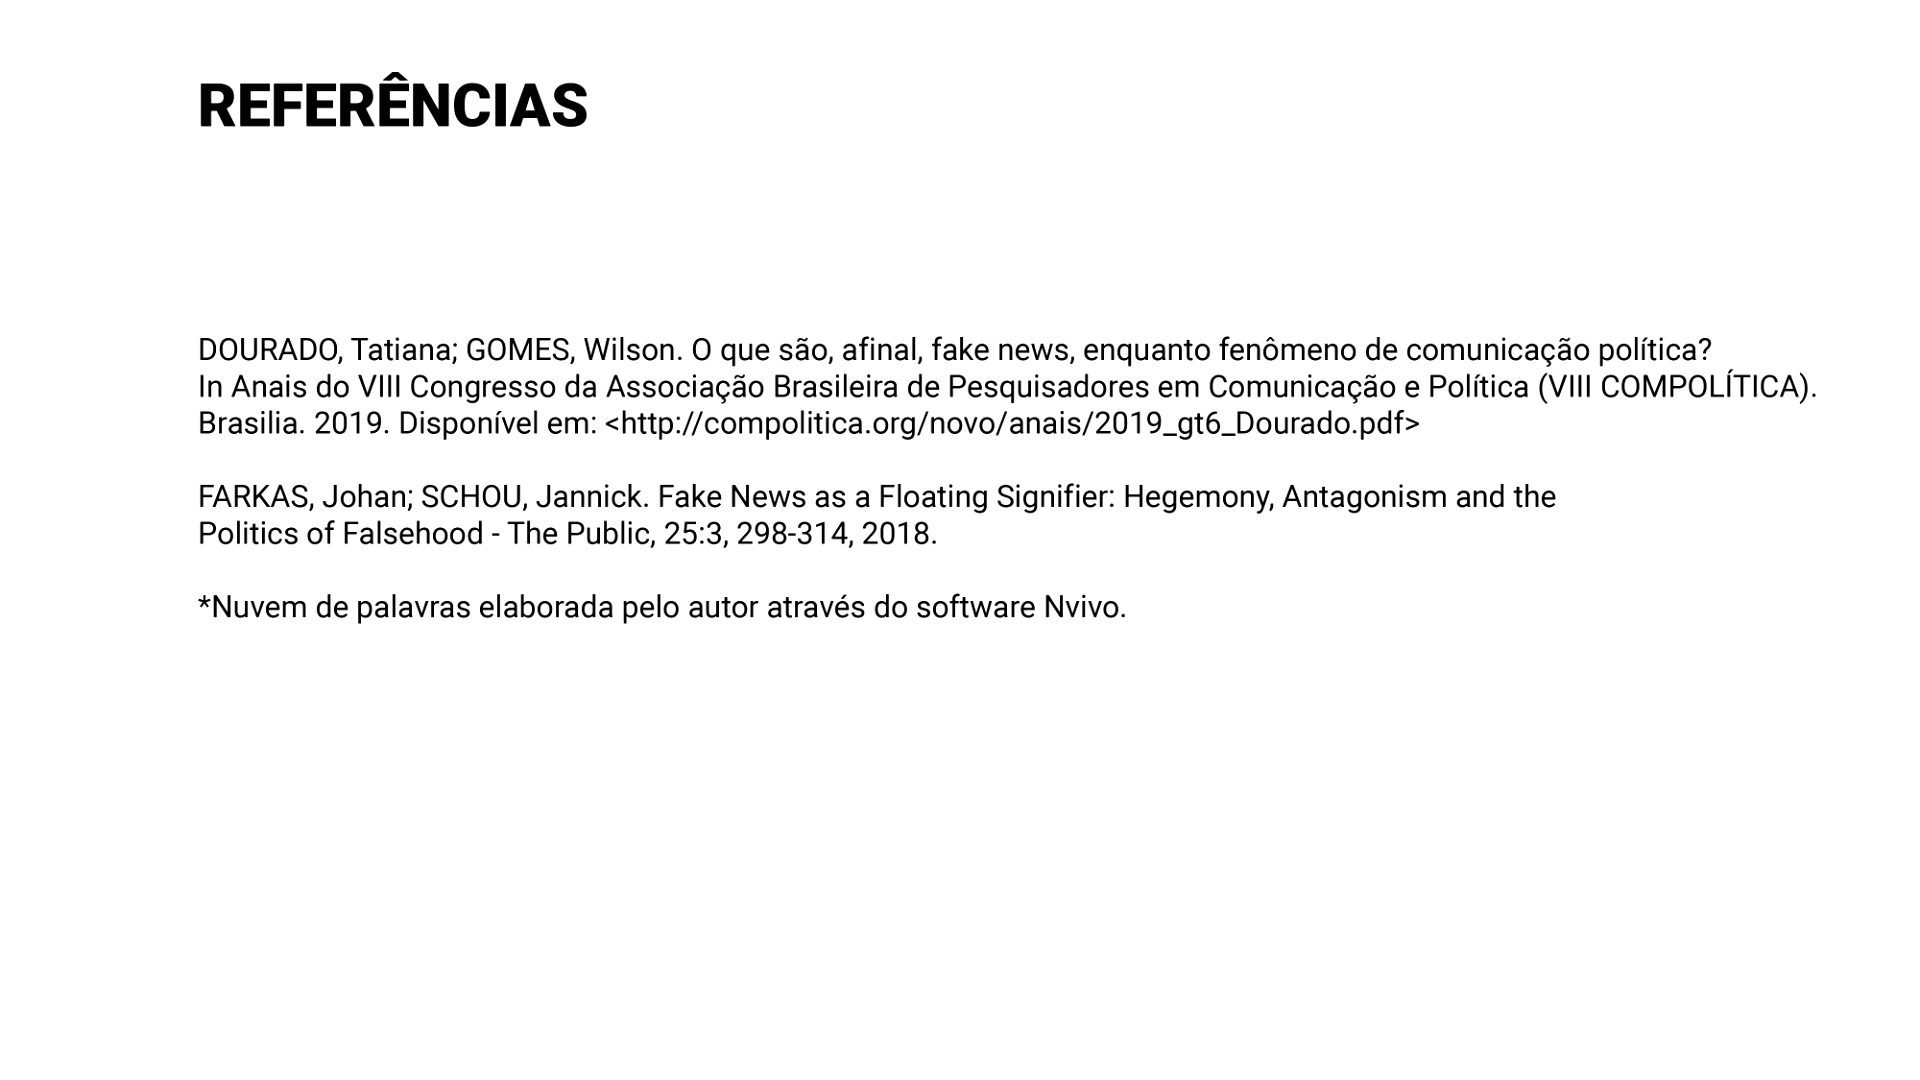 REFERÊNCIAS
DOURADO, Tatiana; GOMES, Wilson. O que são, afinal, fake news, enquanto fenômeno de comunicação política?
In Anais do VIII Congresso da Associação Brasileira de Pesquisadores em Comunicação e Política (VIII COMPOLÍTICA).
Brasilia. 2019. Disponível em: <http://compolitica.org/novo/anais/2019_gt6_Dourado.pdf>
FARKAS, Johan; SCHOU, Jannick. Fake News as a Floating Signifier: Hegemony, Antagonism and the
Politics of Falsehood - The Public, 25:3, 298-314, 2018.
*Nuvem de palavras elaborada pelo autor através do software Nvivo.